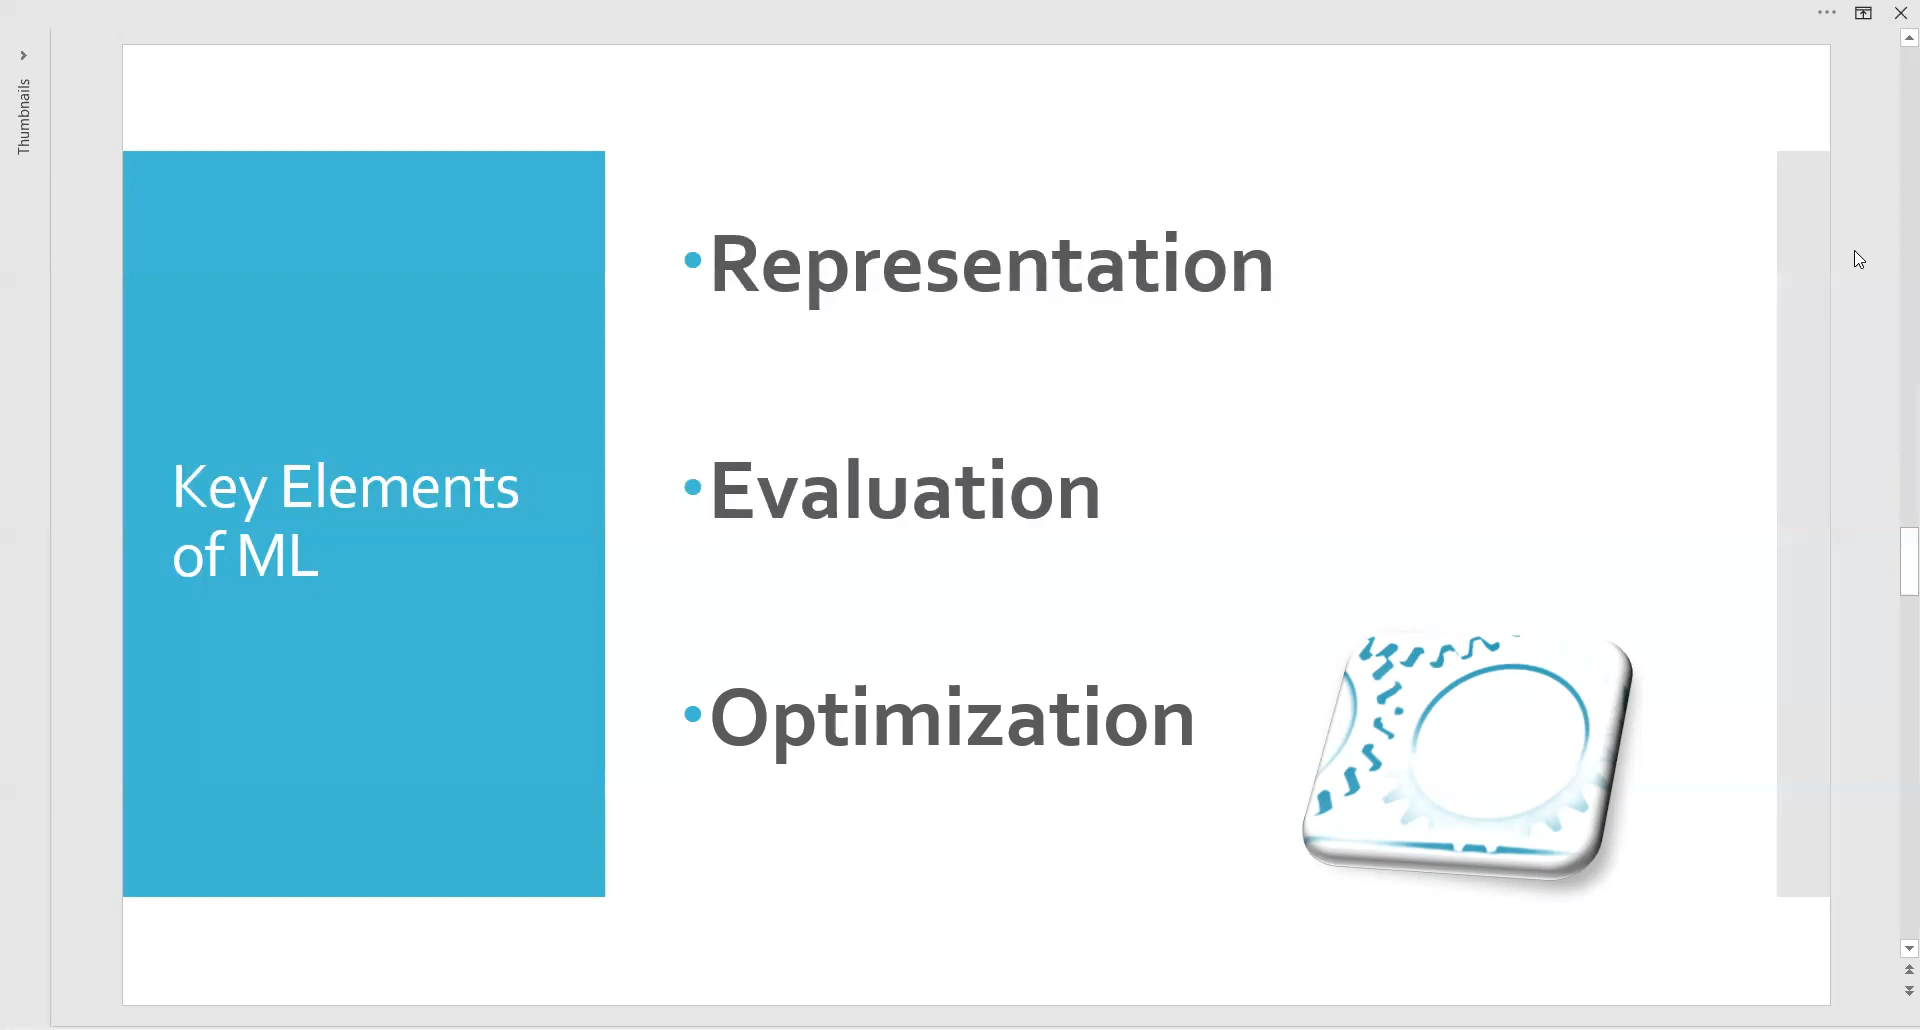 Thumbnails
Key Elements
of ML
•Representation
•Evaluation
•Optimization